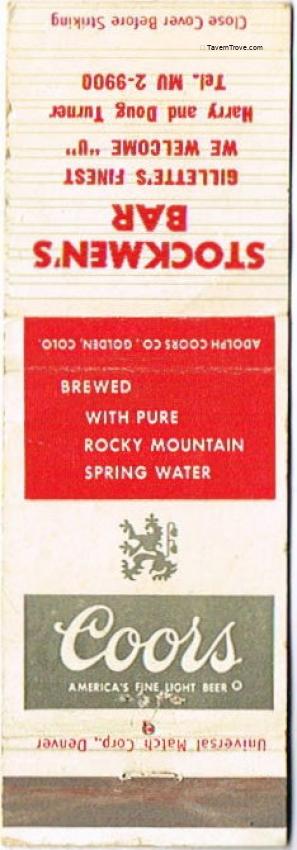 Close Cover Before Striking
© TavernTrove.com
Tel. MU 2-9900
Harry and Doug Turner
WE WELCOME "U"
GILLETTE'S FINEST
STOCKMEN'S
BAR
ADOLPH COORS CO., GOLDEN, COLO.
BREWED
WITH PURE
ROCKY MOUNTAIN
SPRING WATER
Coors
AMERICA'S FINE LIGHT BEER
Universal Match Corp., Denver